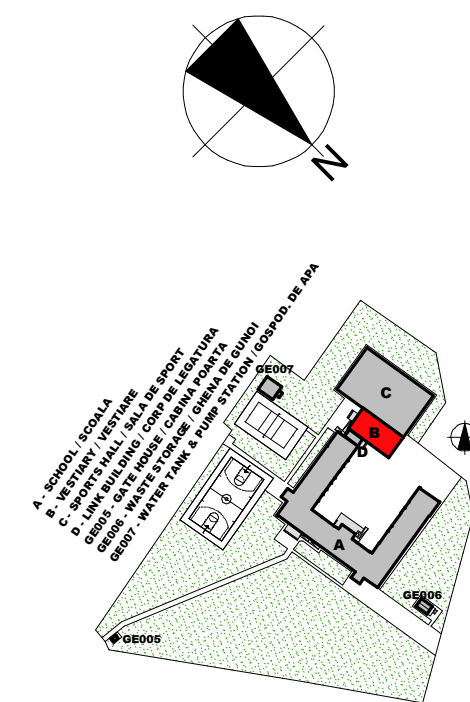 N
A - SCHOOL / SCOALA
B - VESTIARY / VESTIARE
C - SPORTS HALL / SALA DE SPORT
D - LINK BUILDING / CORP DE LEGATURA
GE005 - GATE HOUSE / CABINA POARTA
GE006 - WASTE STORAGE / GHENA DE GUNOI
GE007 - WATER TANK & PUMP STATION /GOSPOD. DE APA
GE007
C
B
D
A
GE006
GE005